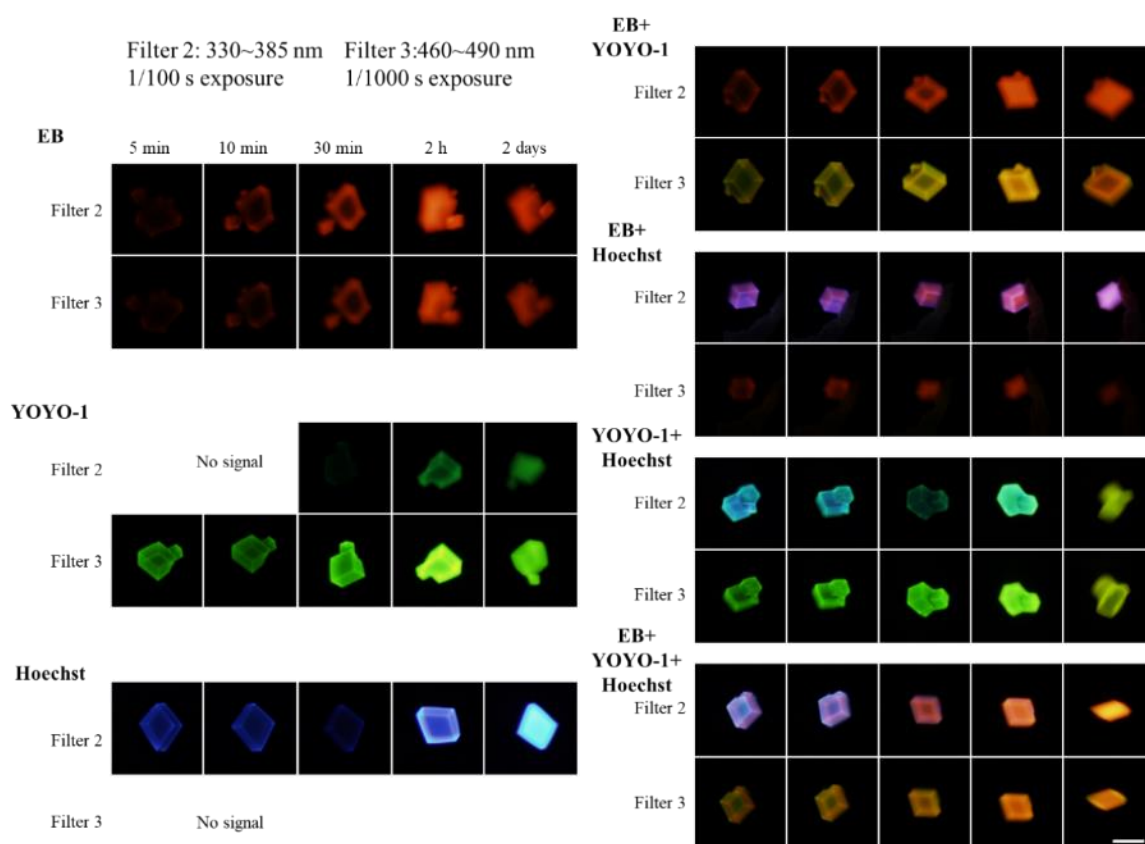 Filter 2: 330~385 nm
1/100 s exposure
Filter 3:460~490 nm
1/1000 s exposure
EB
5 min
10 min
30 min
2 h
2 days
Filter 2
Filter 3
YOYO-1
Filter 2
No signal
Filter 3
Hoechst
Filter 2
Filter 3
No signal
EB+
YOYO-1
Filter 2
Filter 3
EB+
Hoechst
Filter 2
Filter 3
YOYO-1+
Hoechst
Filter 2
Filter 3
EB+
YOYO-1+
Hoechst
Filter 2
Filter 3